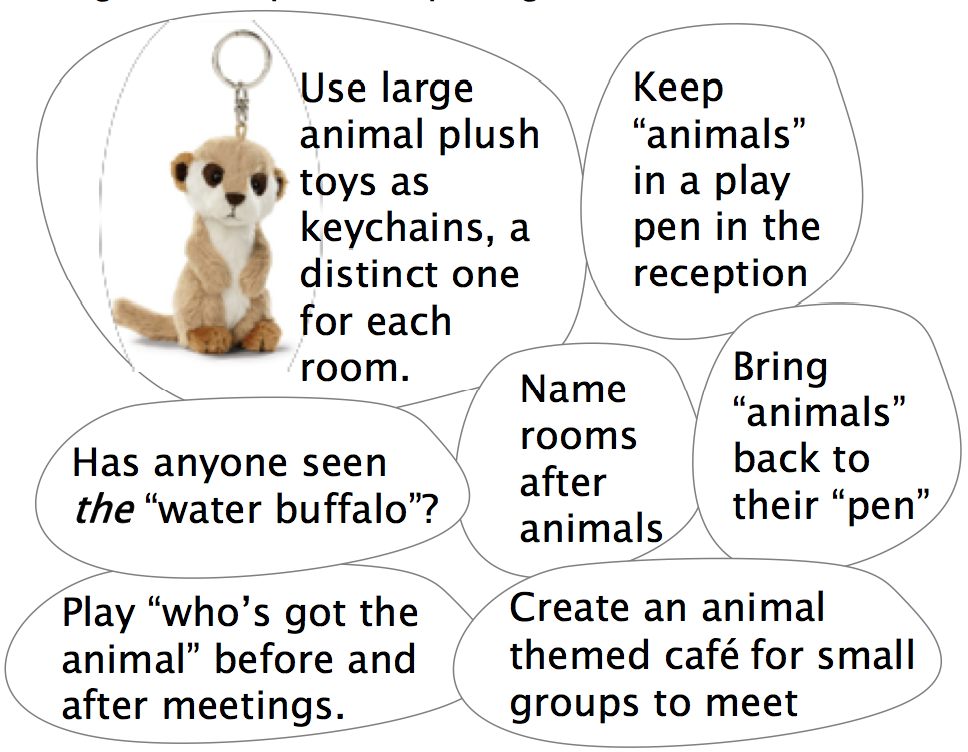 Use large
animal plush
toys as
keychains, a
distinct one
for each
room.
Keep
“animals”
in a play
pen in the
reception
Name
rooms
after
animals
Bring
“animals”
back to
their “pen”
Has anyone seen
the “water buffalo”?
Play “who’s got the
animal” before and
after meetings.
Create an animal
themed café for small
groups to meet